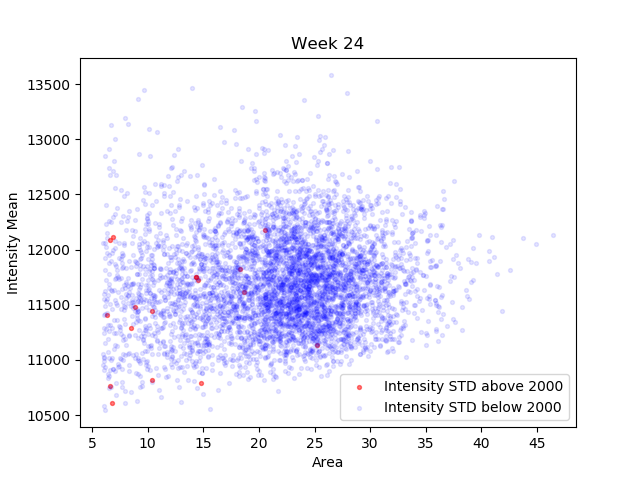 Week 24
Intensity Mean
13500
13000
12500
12000
11500
11000
10500
Intensity STD above 2000
Intensity STD below 2000
5 10 15 20 25 30 35 40 45
Area